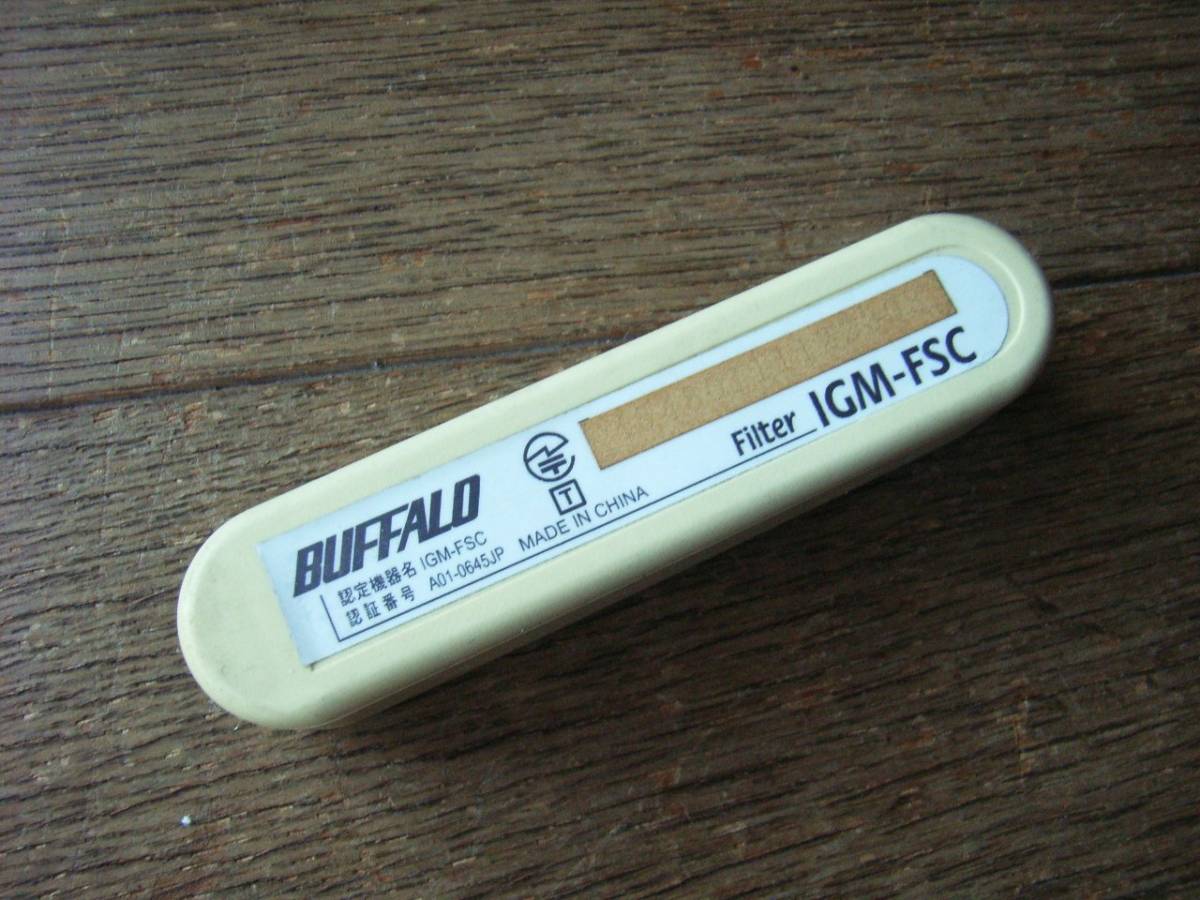 BUFFALO
認定機器名 IGM-FSC
認証番号 A01-0645JP
T
MADE IN CHINA
Filter IGM-FSC